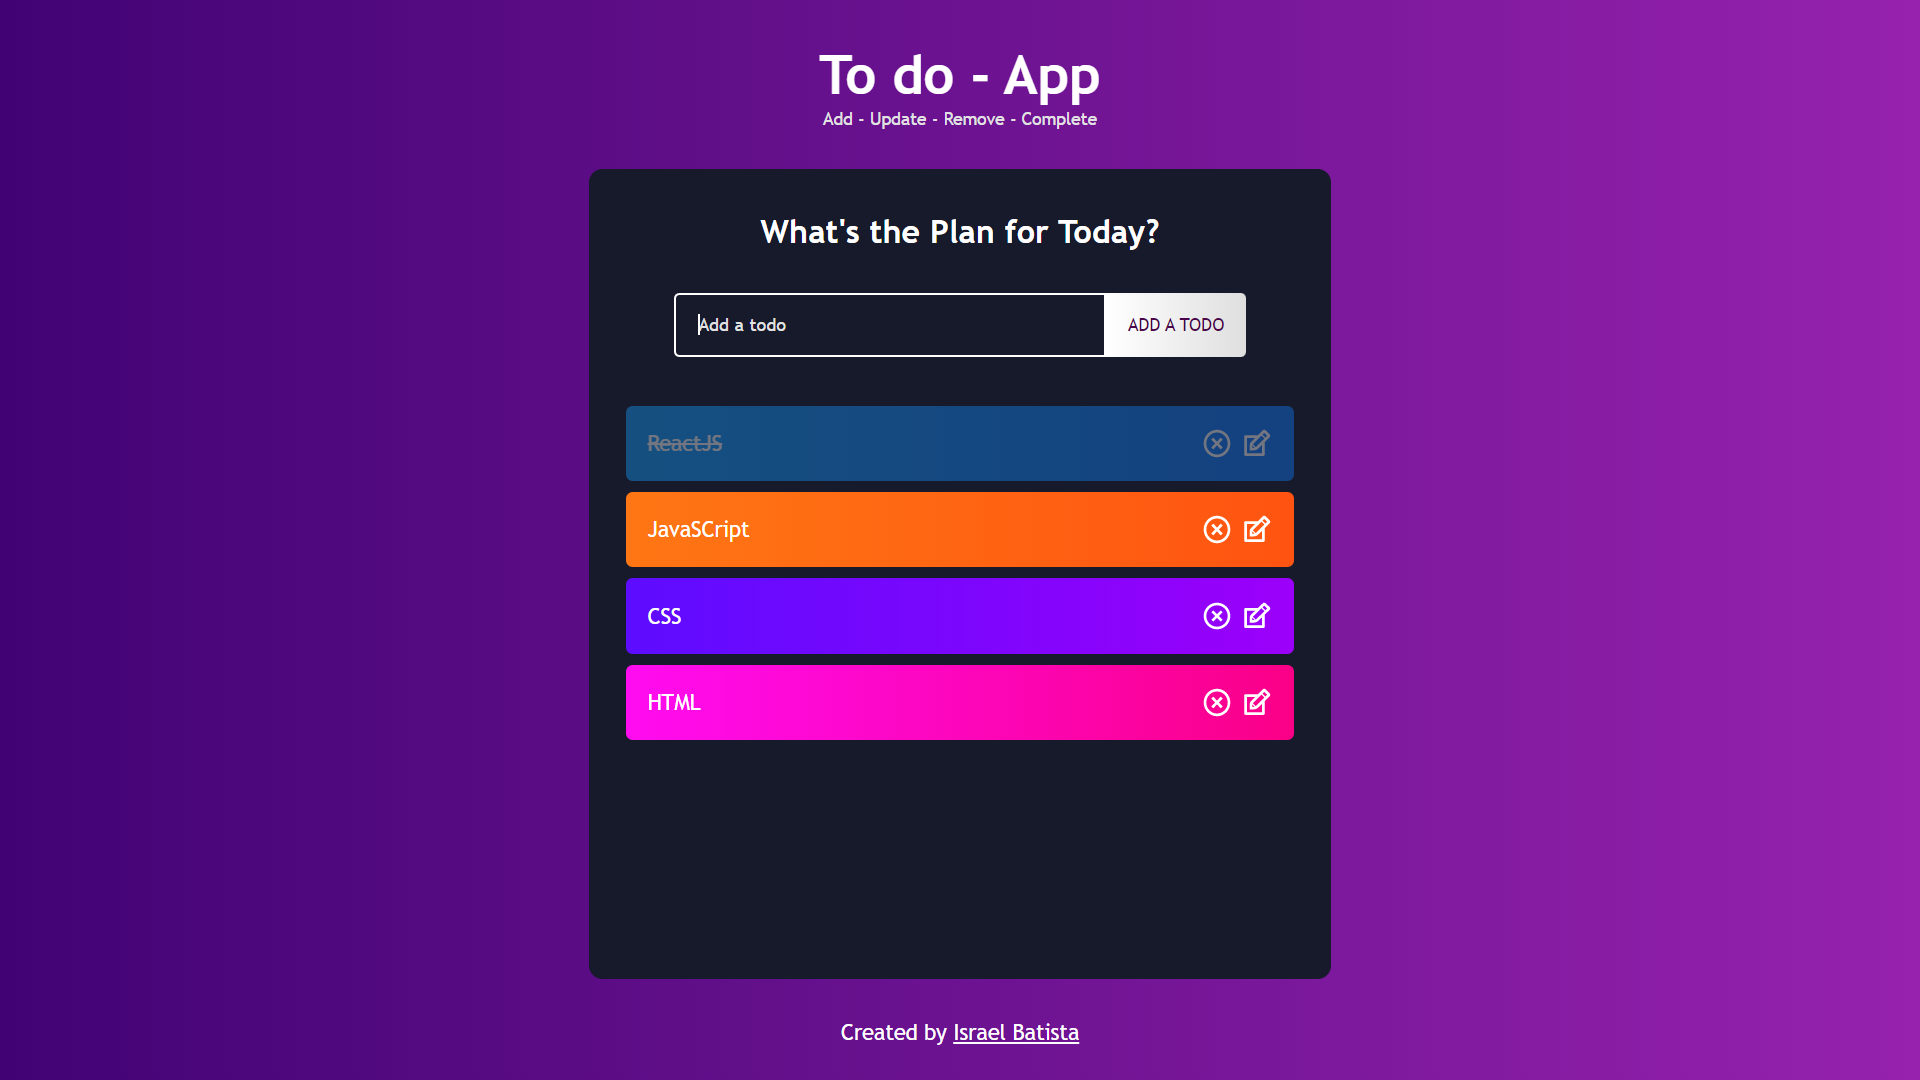 To do - App
Add - Update - Remove - Complete
What's the Plan for Today?
Add a todo
ADD A TODO
ReactJS
JavaSCript
CSS
HTML
Created by Israel Batista